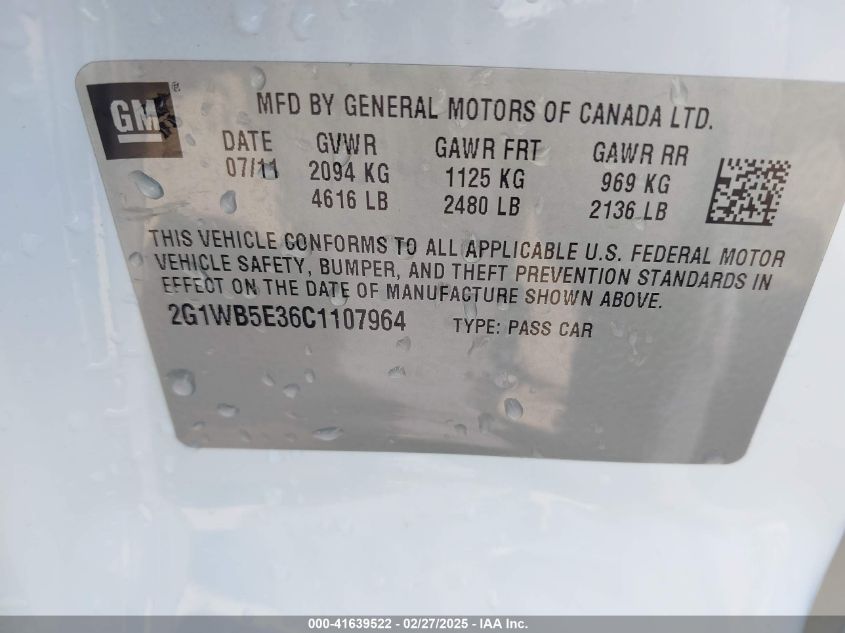 GM ®
MFD BY GENERAL MOTORS OF CANADA LTD.
DATE GVWR GAWR FRT GAWR RR
07/11 2094 KG 1125 KG 969 KG
4616 LB 2480 LB 2136 LB
THIS VEHICLE CONFORMS TO ALL APPLICABLE U.S. FEDERAL MOTOR
VEHICLE SAFETY, BUMPER, AND THEFT PREVENTION STANDARDS IN
EFFECT ON THE DATE OF MANUFACTURE SHOWN ABOVE.
2G1WB5E36C1107964 TYPE: PASS CAR
000-41639522 - 02/27/2025 - IAA Inc.